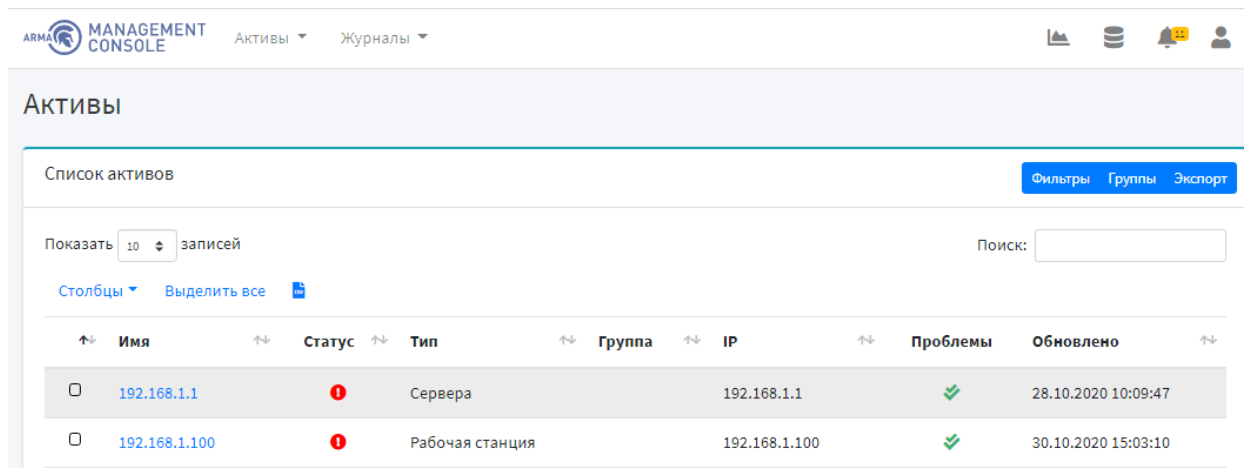 ARMA MANAGEMENT CONSOLE Активы Журналы 11
Активы
Список активов Фильтры Группы Экспорт
Показать 10 записей Поиск:
Столбцы Выделить все CSV
Имя Статус Тип Группа IP Проблемы Обновлено
192.168.1.1 Сервера 192.168.1.1 28.10.2020 10:09:47
192.168.1.100 Рабочая станция 192.168.1.100 30.10.2020 15:03:10